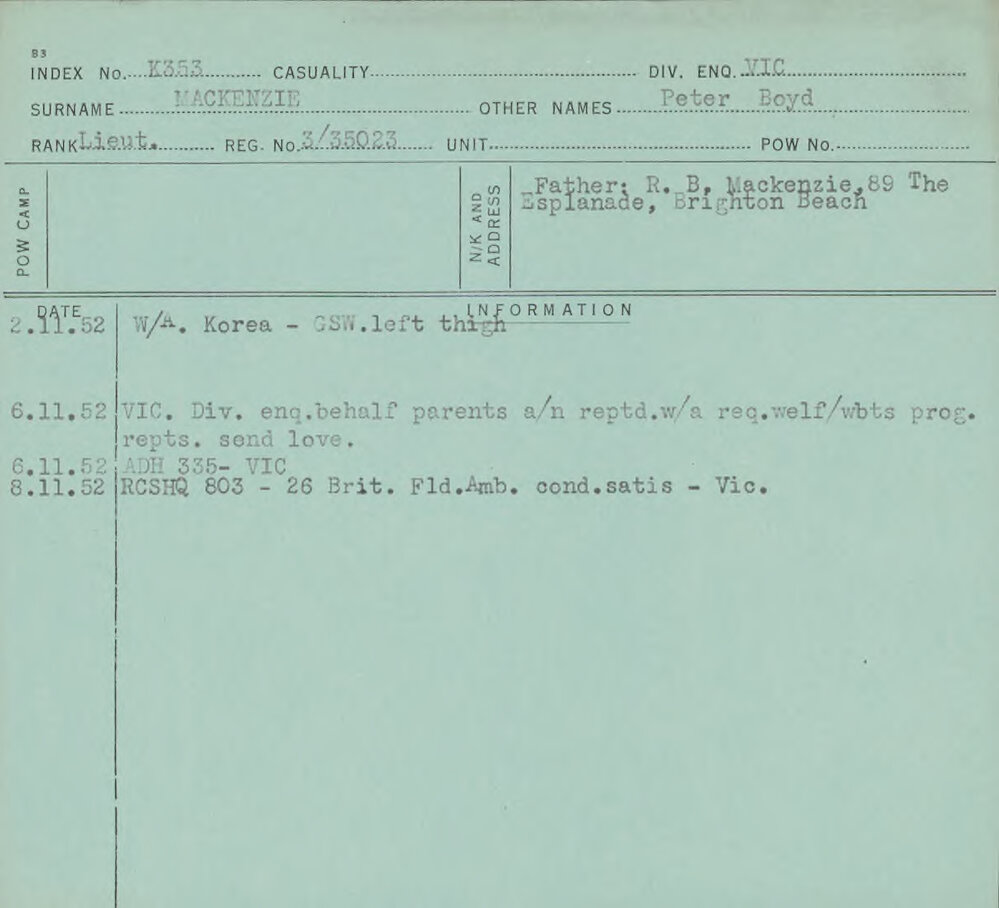 B3
INDEX No. K353 CASUALITY DIV. ENQ. VIC
SURNAME MACKENZIE OTHER NAMES Peter Boyd
RANK Lieut. REG. No. 3/35023 UNIT POW No.
POW CAMP
N/K AND ADDRESS
Father: R. B. Mackenzie, 89 The
Esplanade, Brighton Beach
DATE INFORMATION
2.11.52 W/A. Korea - GSW.left thigh
6.11.52 VIC. Div. enq.behalf parents a/n reptd.w/a req.welf/wbts prog.
repts. send love.
6.11.52 ADH 335- VIC
8.11.52 RCSHQ 803 - 26 Brit. Fld.Amb. cond.satis - Vic.